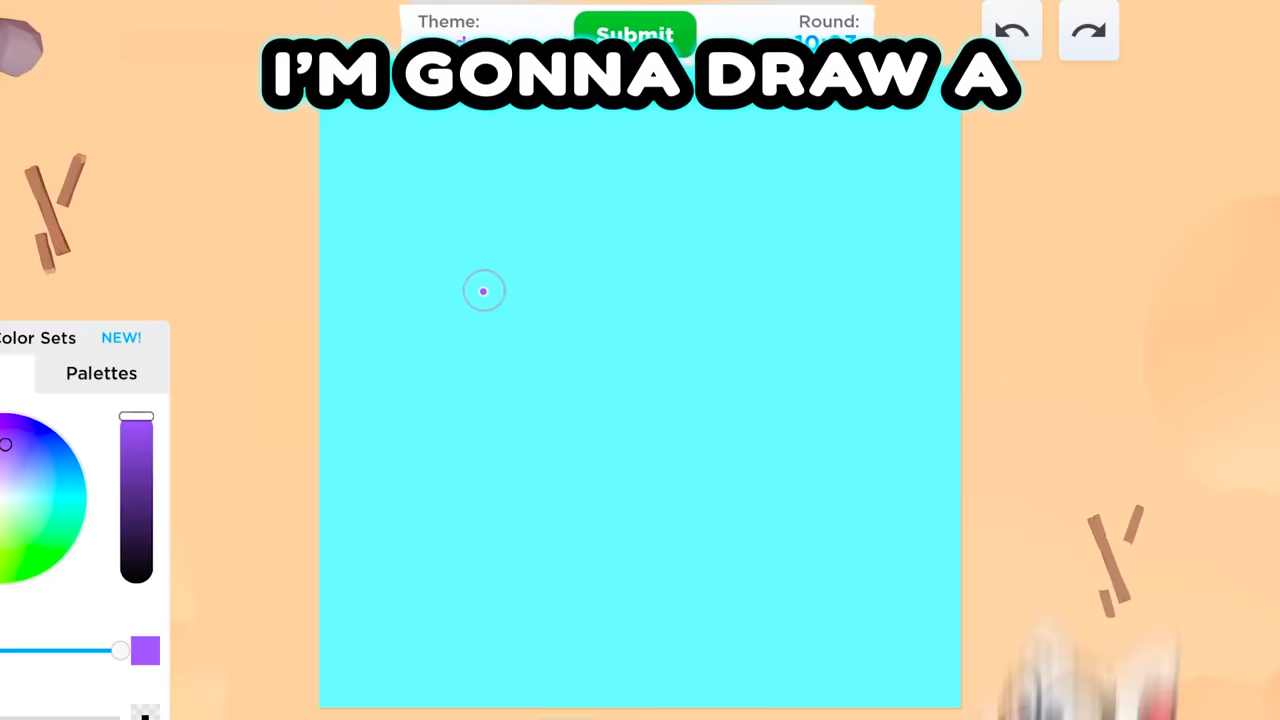 Theme:
Submit
Round:
I'M GONNA DRAW A
Color Sets NEW!
Palettes